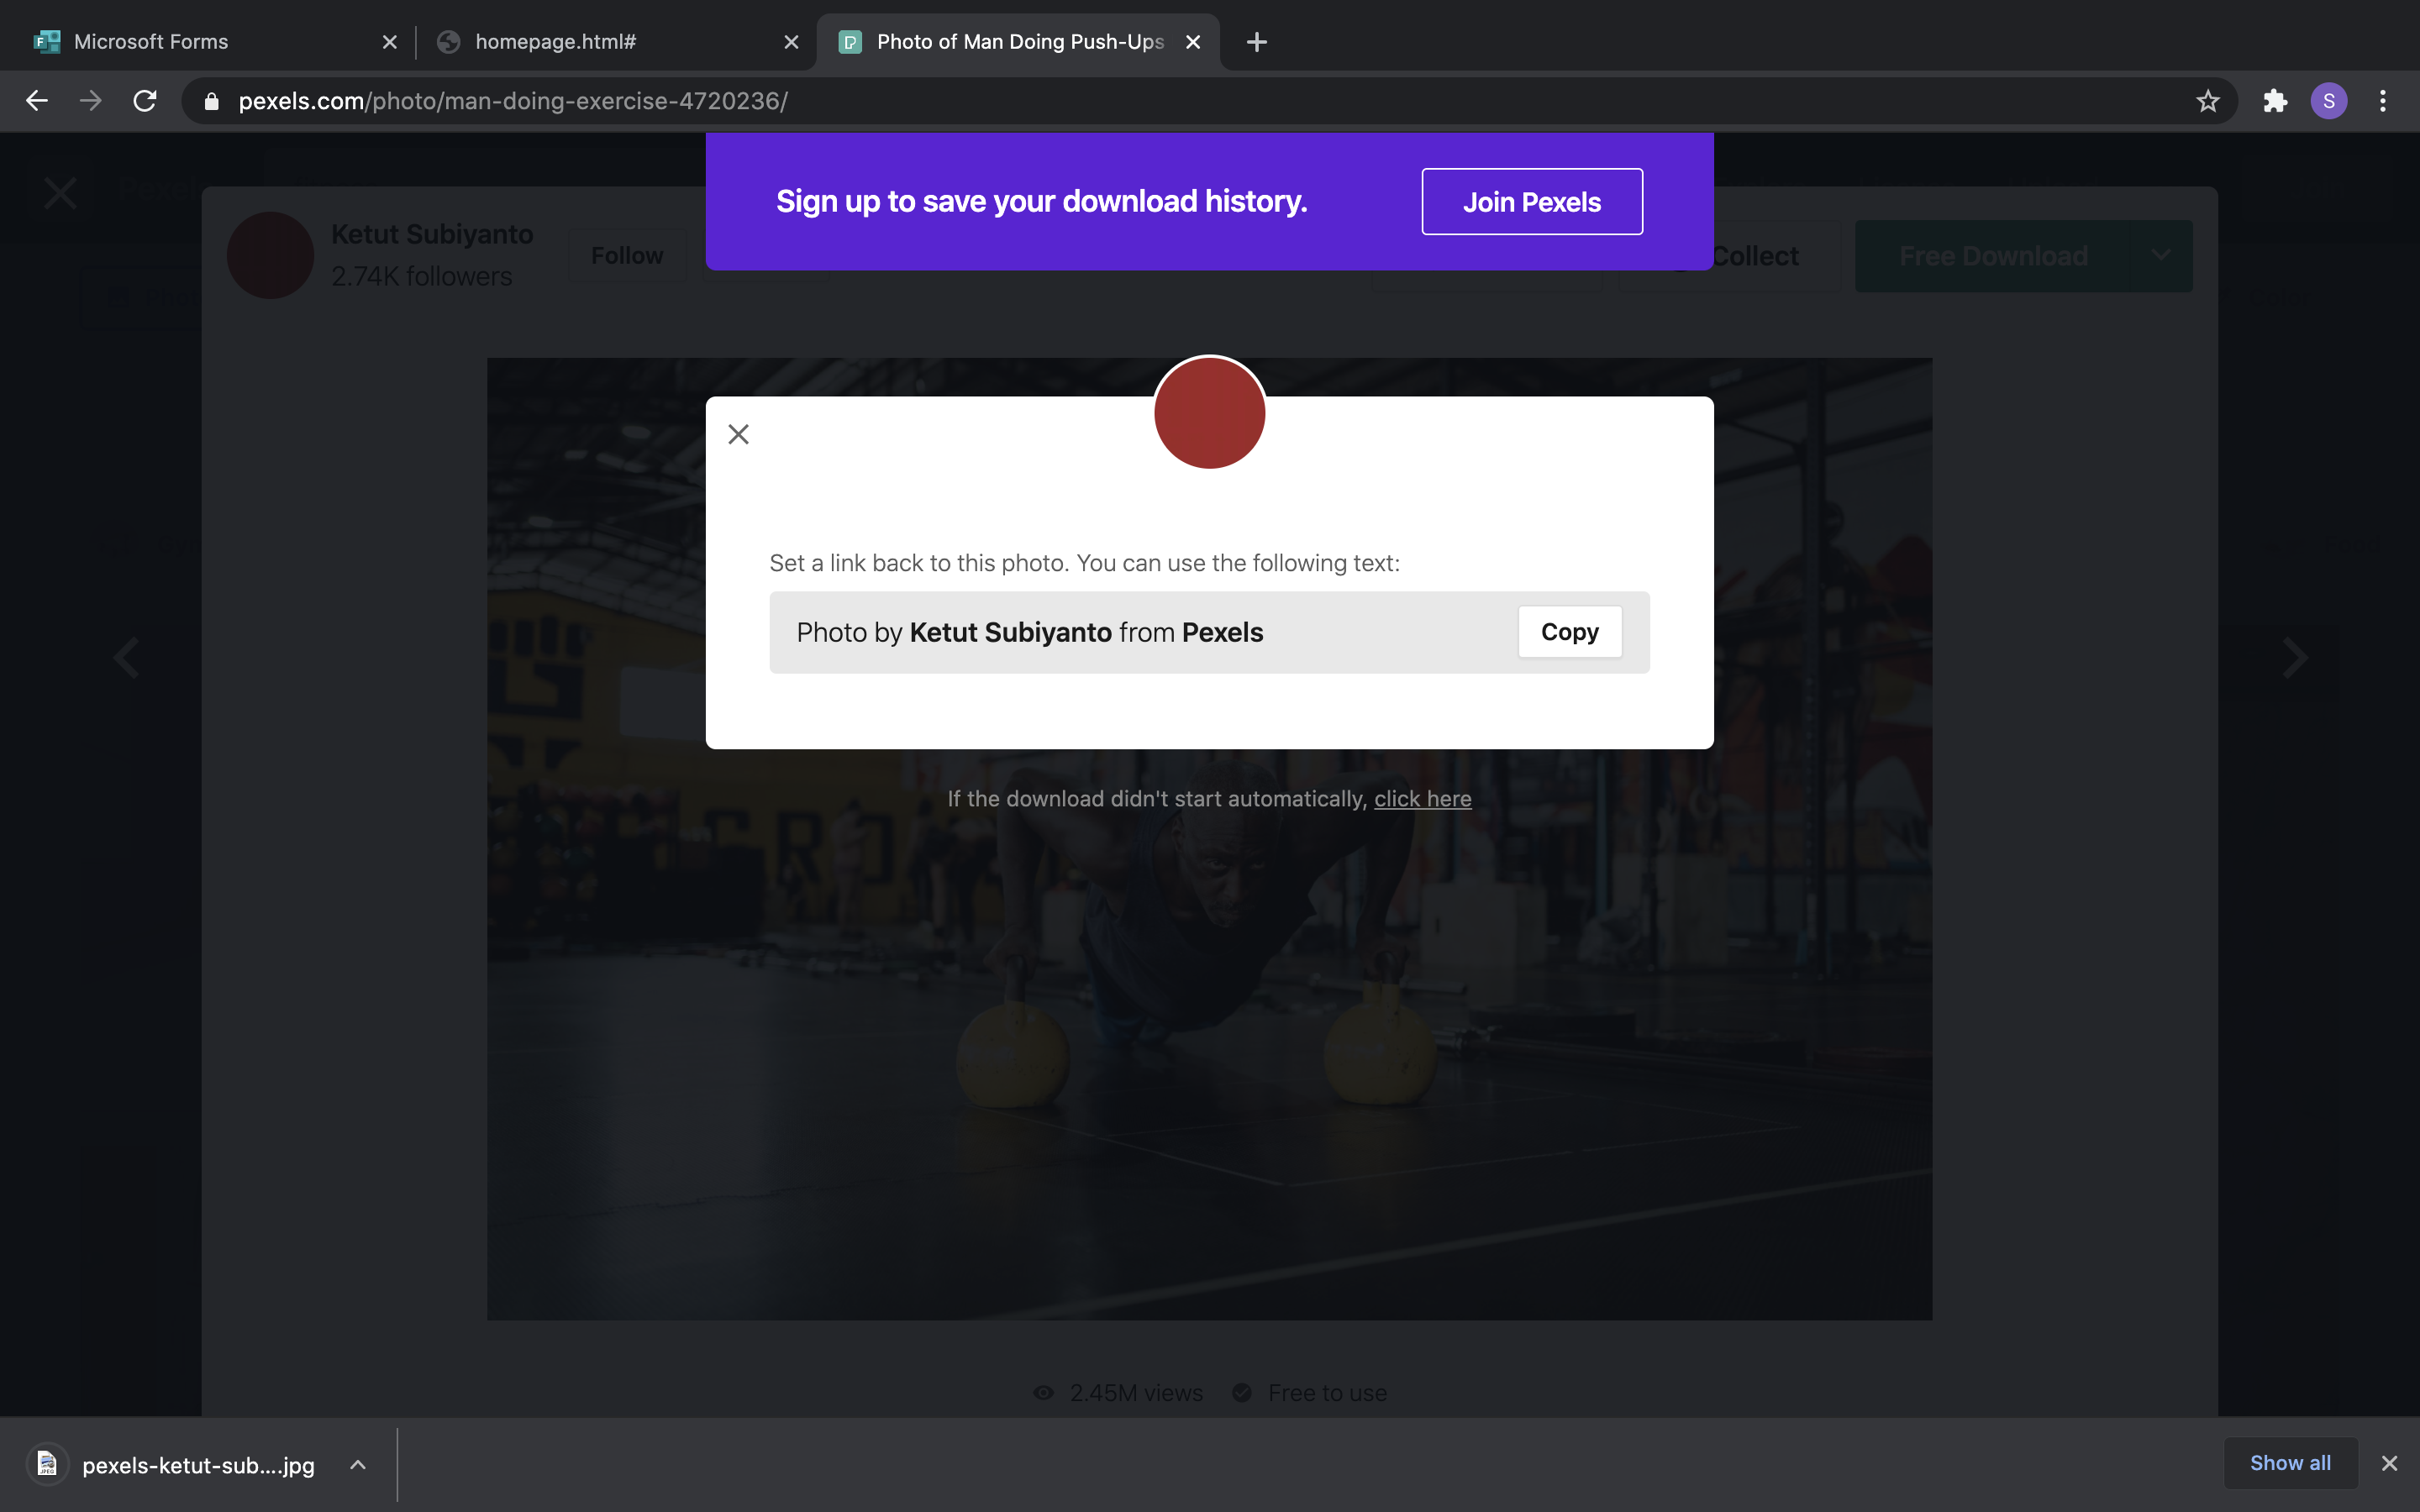 Microsoft Forms
homepage.html#
Photo of Man Doing Push-Ups
pexels.com/photo/man-doing-exercise-4720236/
S
Sign up to save your download history.
Join Pexels
Ketut Subiyanto
2.74K followers
Follow
Collect
Free Download
Set a link back to this photo. You can use the following text:
Photo by Ketut Subiyanto from Pexels
Copy
If the download didn't start automatically, click here
2.45M views
Free to use
pexels-ketut-sub....jpg
Show all